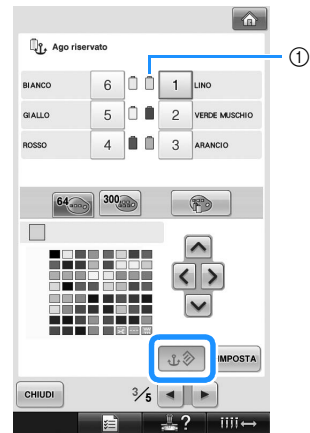 Ago riservato
①
BIANCO 6 1 LINO
GIALLO 5 2 VERDE MUSCHIO
ROSSO 4 3 ARANCIO
64 300
IMPOSTA
CHIUDI 3/5
?